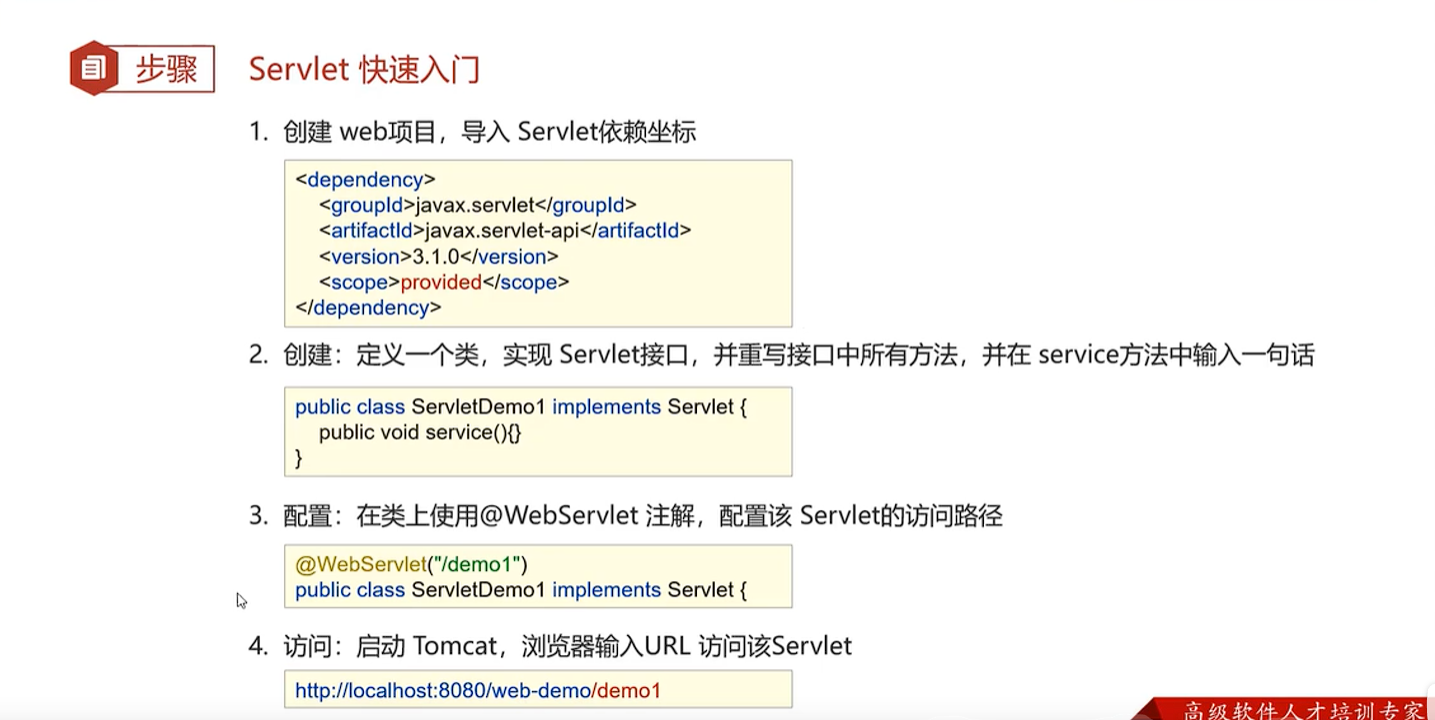 步骤
Servlet 快速入门
1. 创建 web项目，导入 Servlet依赖坐标
<dependency>
<groupId>javax.servlet</groupId>
<artifactId>javax.servlet-api</artifactId>
<version>3.1.0</version>
<scope>provided</scope>
</dependency>
2. 创建：定义一个类，实现 Servlet接口，并重写接口中所有方法，并在 service方法中输入一句话
public class ServletDemo1 implements Servlet {
public void service(){}
}
3. 配置：在类上使用@WebServlet 注解，配置该 Servlet的访问路径
@WebServlet("/demo1")
public class ServletDemo1 implements Servlet {
4. 访问：启动 Tomcat，浏览器输入URL 访问该Servlet
http://localhost:8080/web-demo/demo1
高级软件人才培训专家